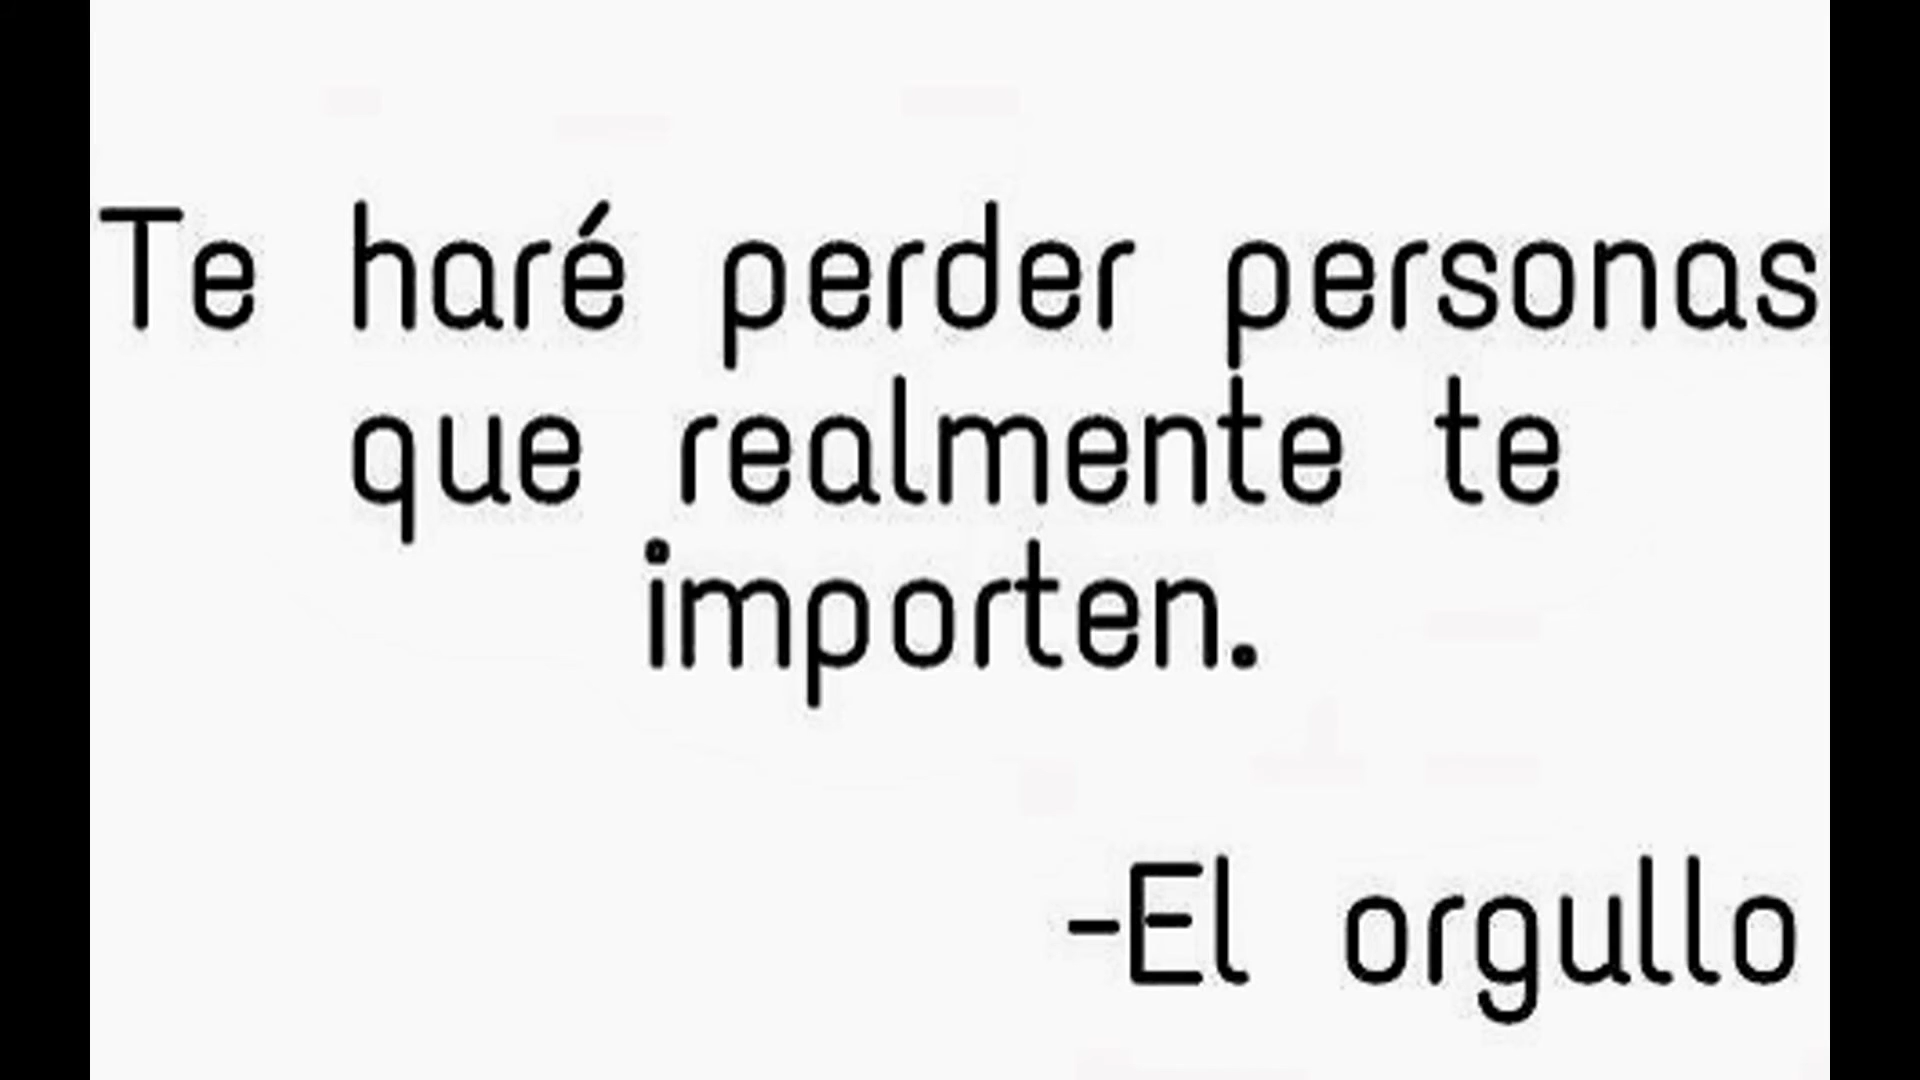 Te haré perder personas
que realmente te
importen.
-El orgullo